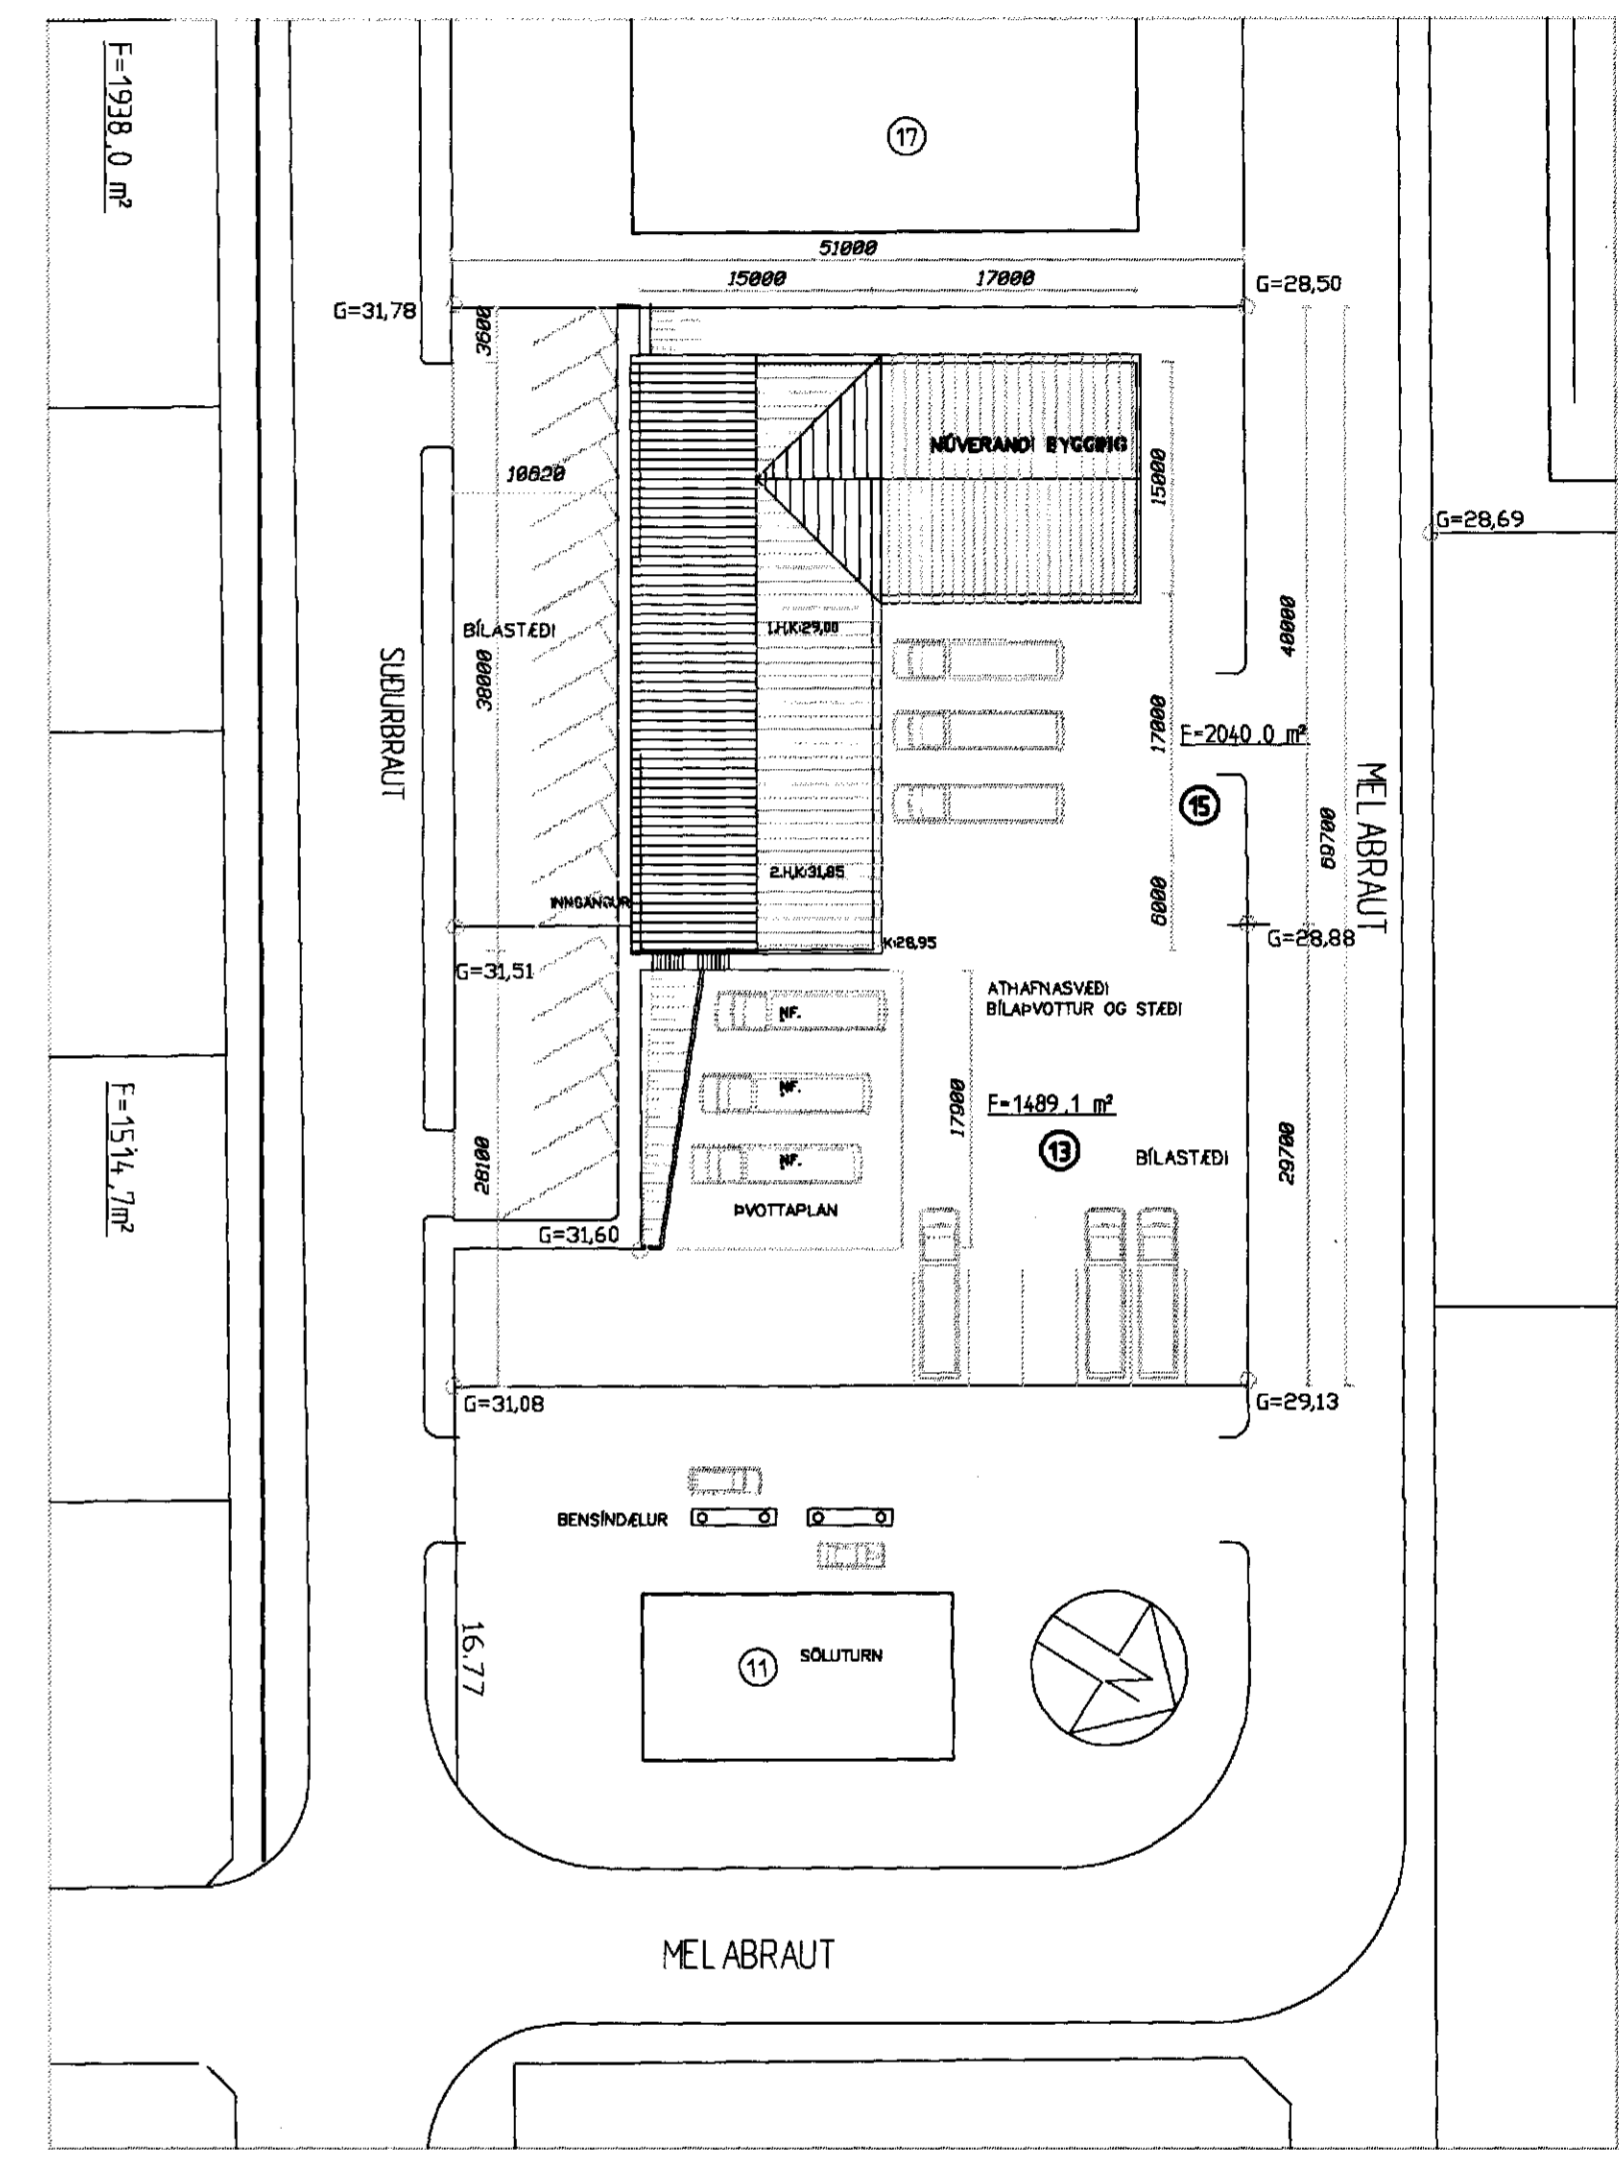 F=1938,0 m²
17
51000
15000
17000
G=28,50
G=31,78
3600
10820
NÚVERANDI BYGGING
15000
G=28,69
BÍLASTÆÐI
38000
SUÐURBRAUT
1.H.K:29,00
40000
17000
F=2040.0 m²
15
MELABRAUT
69700
2.H.K:31,85
INNGANGUR
6000
K:28,95
G=28,88
G=31,51
ATHAFNASVÆÐI
BÍLAÞVOTTUR OG STÆÐI
NF.
NF.
NF.
17900
F=1489,1 m²
13
BÍLASTÆÐI
29700
28100
F=1514,7m²
ÞVOTTAPLAN
G=31,60
G=31,08
G=29,13
BENSÍNDÆLUR
16.77
11
SÖLUTURN
MELABRAUT